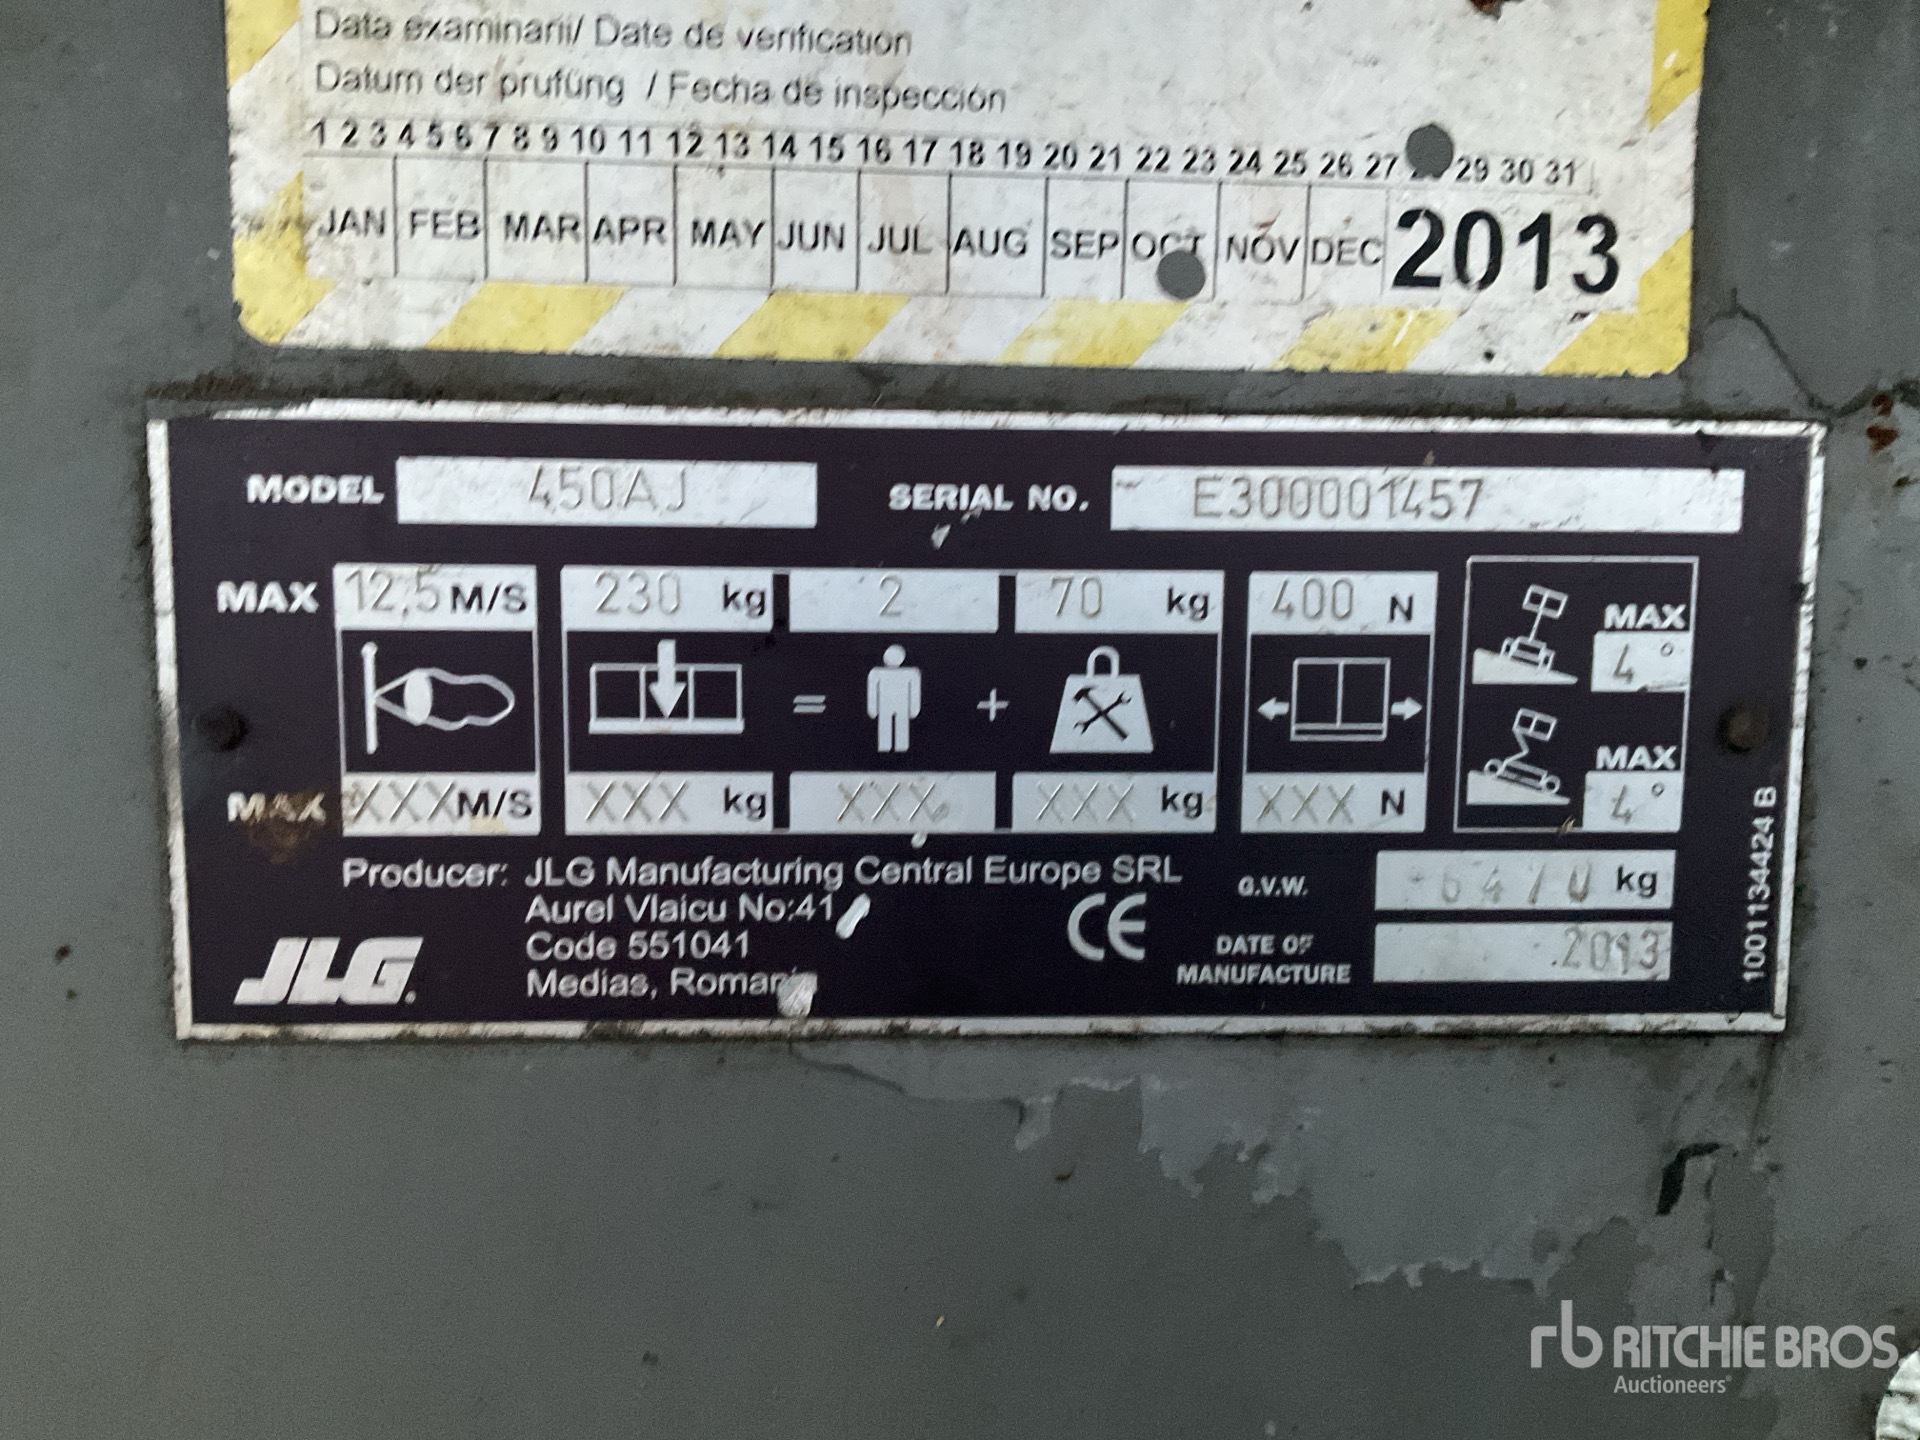 Data examinarii/ Date de verification
Datum der prufüng / Fecha de inspección
1 2 3 4 5 6 7 8 9 10 11 12 13 14 15 16 17 18 19 20 21 22 23 24 25 26 27 29 30 31
JAN FEB MAR APR MAY JUN JUL AUG SEP OCT NOV DEC 2013
MODEL 450AJ SERIAL NO. E300001457
MAX 12,5 M/S 230 kg 2 70 kg 400 N
MAX
4°
= +
MAX
4°
MAX XXX M/S XXX kg XXX XXX kg XXX N
Producer: JLG Manufacturing Central Europe SRL
Aurel Vlaicu No:41
Code 551041
Medias, Romania
JLG
CE
G.V.W. 6470 kg
DATE OF MANUFACTURE 2013
1001134424 B
rb RITCHIE BROS
Auctioneers